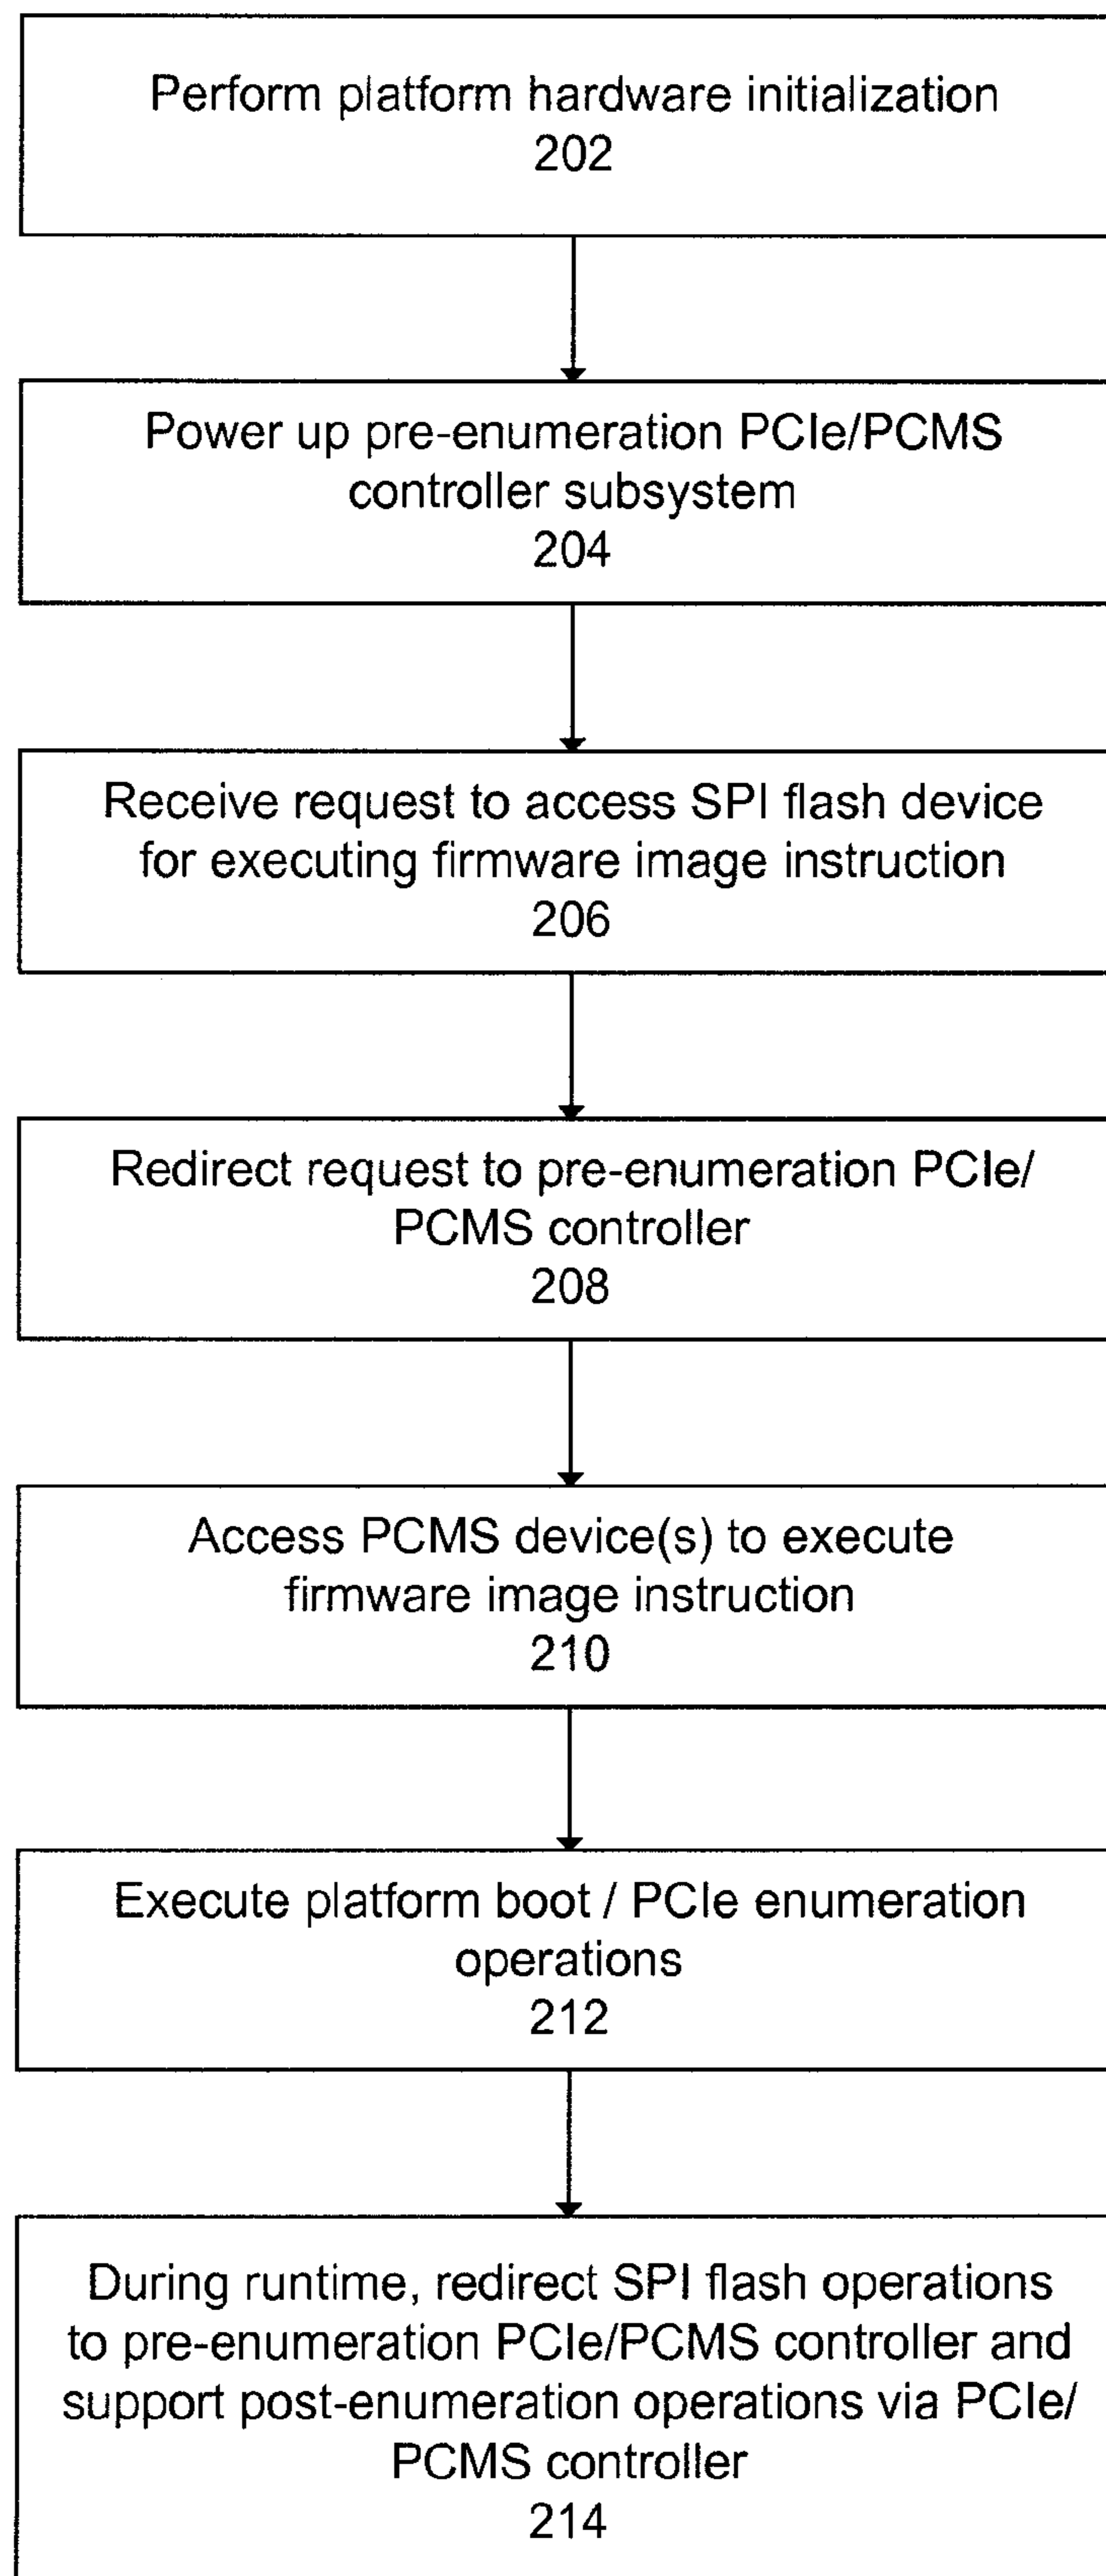 Perform platform hardware initialization
202
Power up pre-enumeration PCIe/PCMS
controller subsystem
204
Receive request to access SPI flash device
for executing firmware image instruction
206
Redirect request to pre-enumeration PCIe/
PCMS controller
208
Access PCMS device(s) to execute
firmware image instruction
210
Execute platform boot / PCIe enumeration
operations
212
During runtime, redirect SPI flash operations
to pre-enumeration PCIe/PCMS controller and
support post-enumeration operations via PCIe/
PCMS controller
214